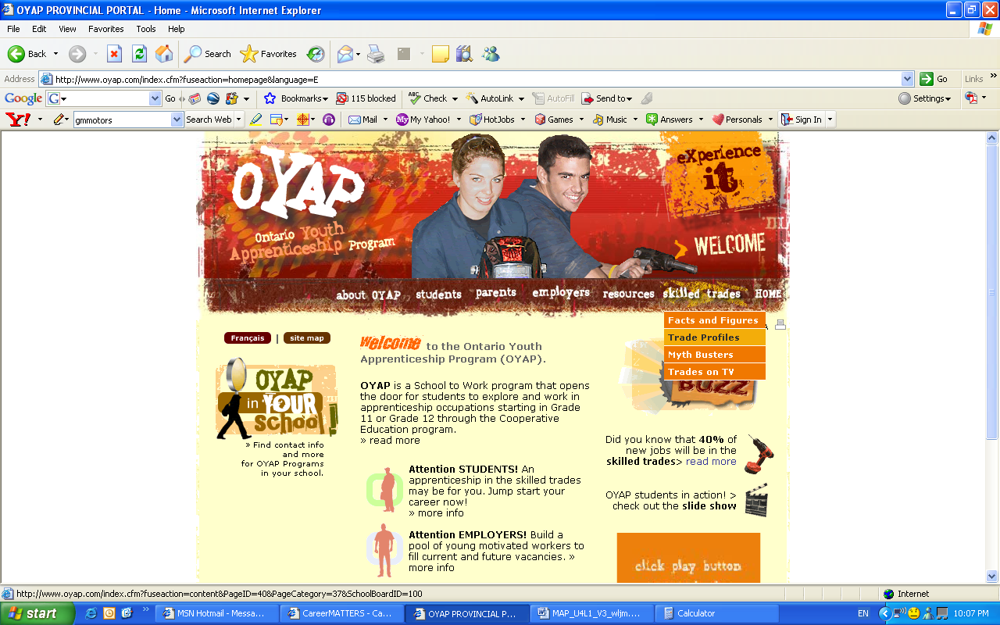 OYAP PROVINCIAL PORTAL - Home - Microsoft Internet Explorer
File Edit View Favorites Tools Help
Back Search Favorites
Address http://www.oyap.com/index.cfm?fuseaction=homepage&language=E Go Links »
Google G Go Bookmarks 115 blocked ABC Check AutoLink AutoFill Send to Settings
Y! gmmotors Search Web Mail My My Yahoo! HotJobs Games Music Answers Personals Sign In
OYAP
Ontario Youth
Apprenticeship Program
eXperience
it
WELCOME
about OYAP students parents employers resources skilled trades HOME
Facts and Figures
Trade Profiles
Myth Busters
Trades on TV
Français | site map
OYAP
in YOUR
school!
» Find contact info
and more
for OYAP Programs
in your school.
welcome to the Ontario Youth
Apprenticeship Program (OYAP).
OYAP is a School to Work program that opens
the door for students to explore and work in
apprenticeship occupations starting in Grade
11 or Grade 12 through the Cooperative
Education program.
» read more
Attention STUDENTS! An
apprenticeship in the skilled trades
may be for you. Jump start your
career now!
» more info
Attention EMPLOYERS! Build a
pool of young motivated workers to
fill current and future vacancies. »
more info
BUZZ
Did you know that 40% of
new jobs will be in the
skilled trades> read more
OYAP students in action! >
check out the slide show
click play button
http://www.oyap.com/index.cfm?fuseaction=content&PageID=40&PageCategory=37&SchoolBoardID=100 Internet
start » MSN Hotmail - Messa... CareerMATTERS - Ca... OYAP PROVINCIAL P... MAP_U4L1_V3_wljm.... Calculator EN 10:07 PM